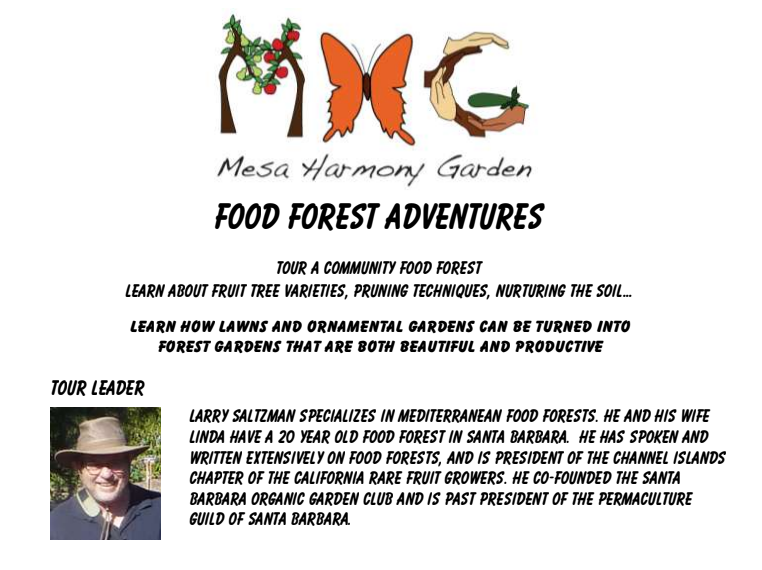 Mesa Harmony Garden
FOOD FOREST ADVENTURES
TOUR A COMMUNITY FOOD FOREST
LEARN ABOUT FRUIT TREE VARIETIES, PRUNING TECHNIQUES, NURTURING THE SOIL...
LEARN HOW LAWNS AND ORNAMENTAL GARDENS CAN BE TURNED INTO
FOREST GARDENS THAT ARE BOTH BEAUTIFUL AND PRODUCTIVE
TOUR LEADER
LARRY SALTZMAN SPECIALIZES IN MEDITERRANEAN FOOD FORESTS. HE AND HIS WIFE
LINDA HAVE A 20 YEAR OLD FOOD FOREST IN SANTA BARBARA. HE HAS SPOKEN AND
WRITTEN EXTENSIVELY ON FOOD FORESTS, AND IS PRESIDENT OF THE CHANNEL ISLANDS
CHAPTER OF THE CALIFORNIA RARE FRUIT GROWERS. HE CO-FOUNDED THE SANTA
BARBARA ORGANIC GARDEN CLUB AND IS PAST PRESIDENT OF THE PERMACULTURE
GUILD OF SANTA BARBARA.